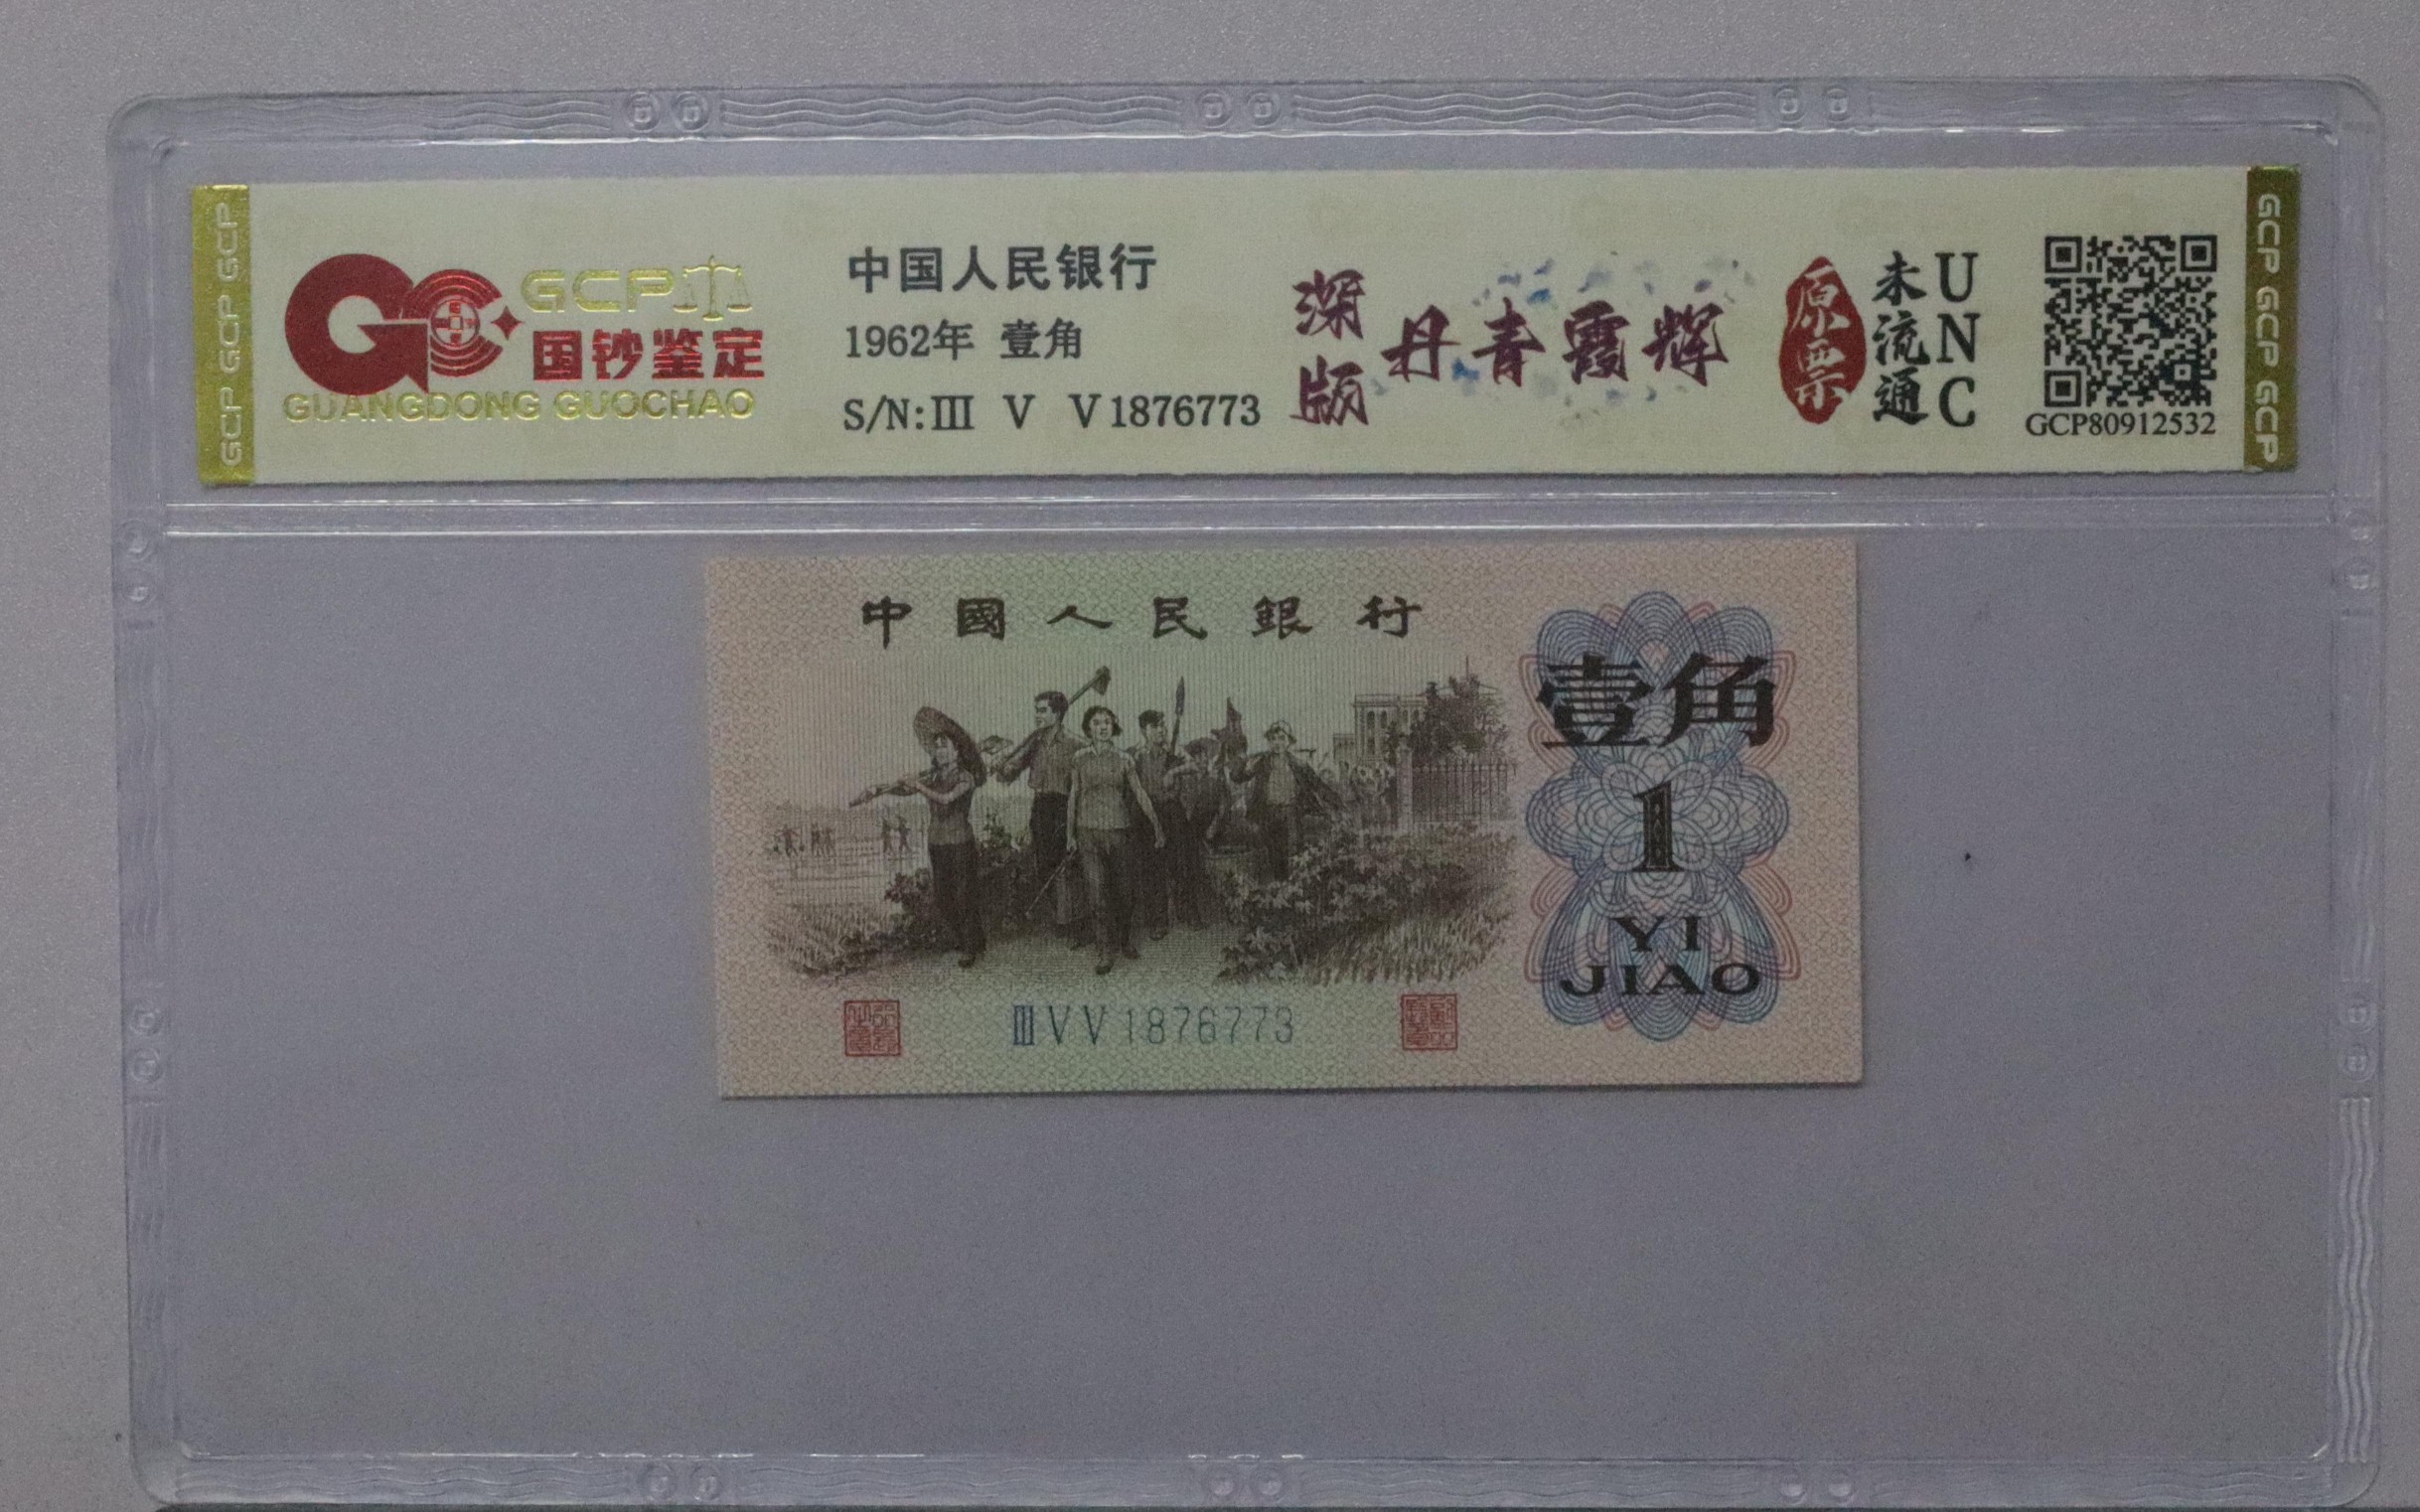 GCP GCP GCP
GCP
国钞鉴定
GUANGDONG GUOCHAO
中国人民银行
1962年 壹角
S/N:III V V 1876773
深版
丹青霞辉
原票
未流通
UNC
GCP80912532
GCP GCP GCP
中國人民銀行
壹角
1
YI
JIAO
III V V 1876773